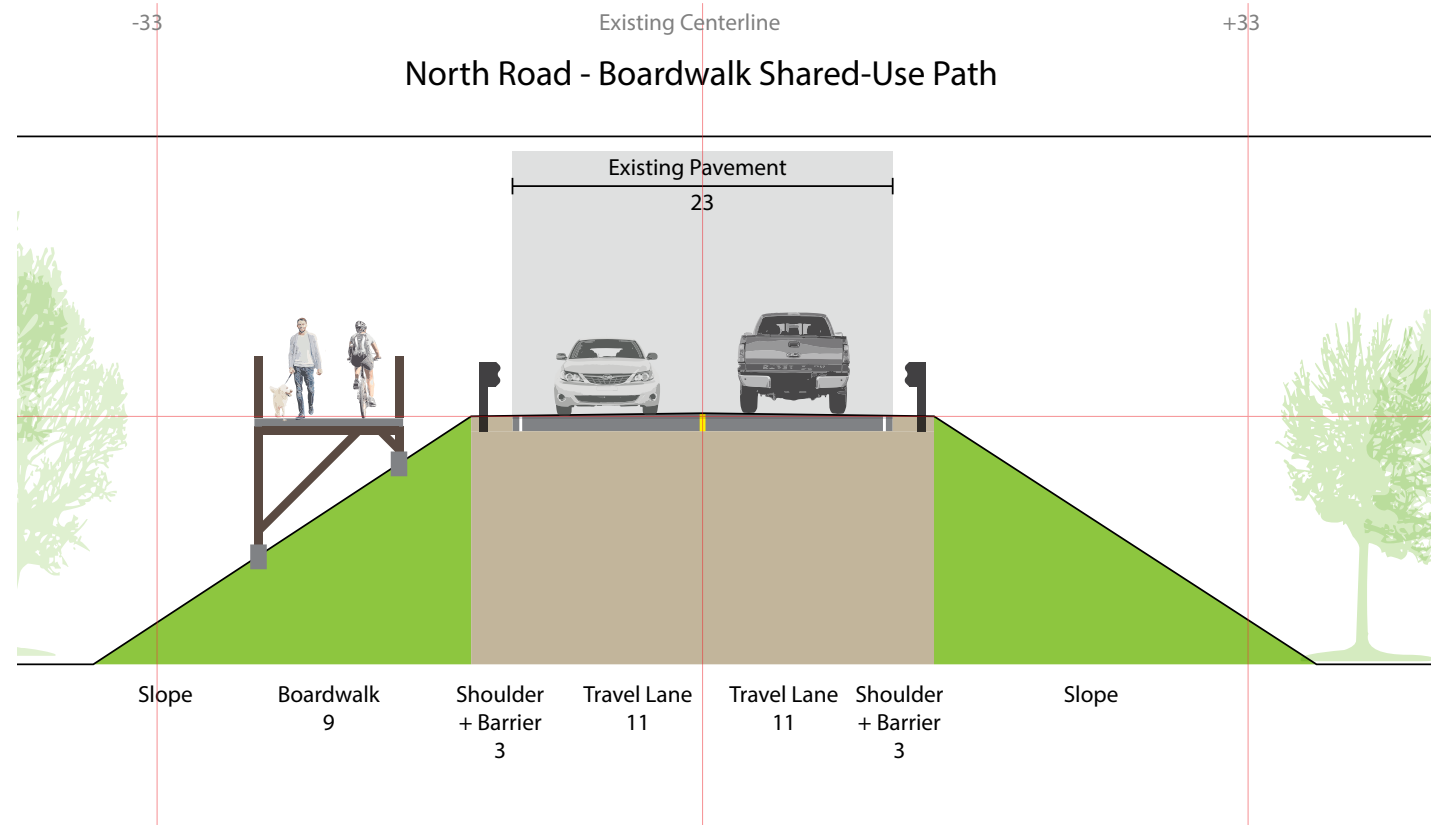 -33 Existing Centerline +33
North Road - Boardwalk Shared-Use Path
Existing Pavement
23
Slope Boardwalk Shoulder Travel Lane Travel Lane Shoulder Slope
9 + Barrier 11 11 + Barrier
3 3